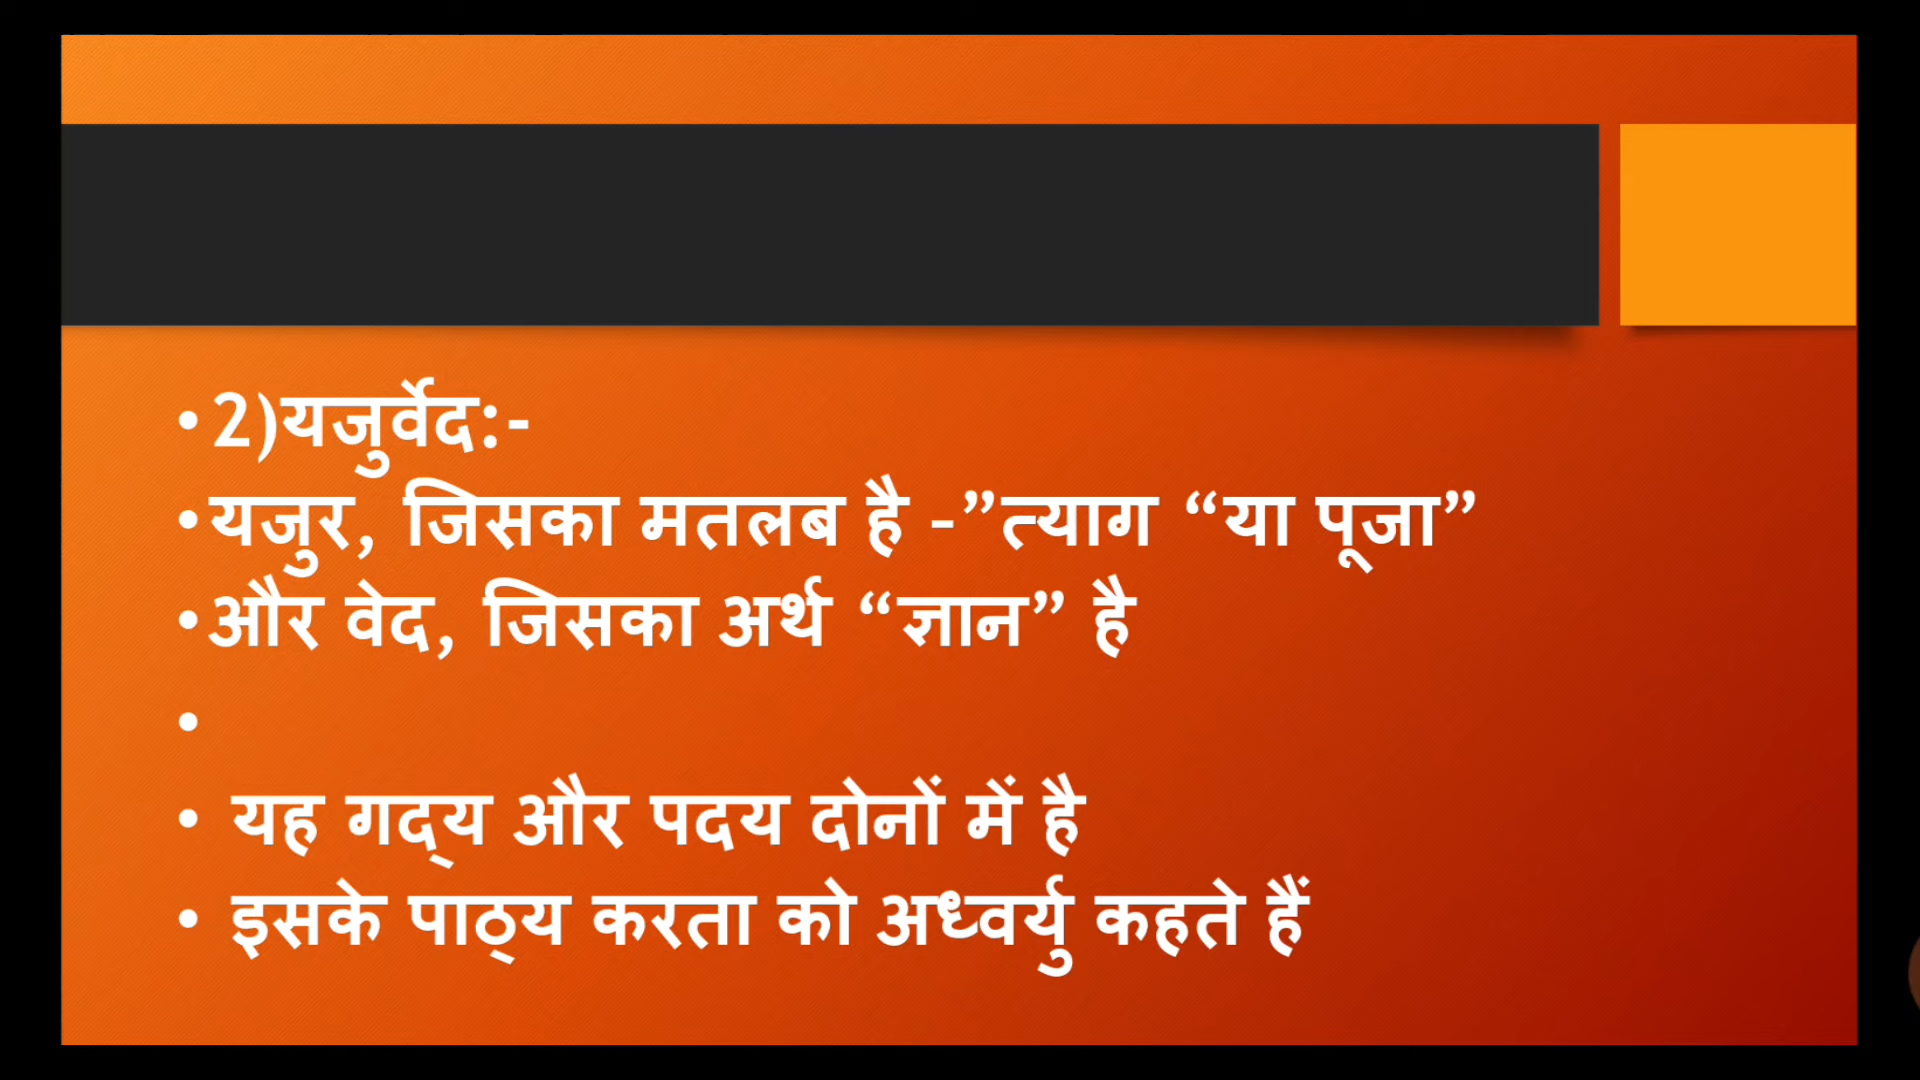 • 2)यजुर्वेद:-
• यजुर, जिसका मतलब है -”त्याग “या पूजा”
• और वेद, जिसका अर्थ “ज्ञान” है
•
• यह गद्‌य और पदय दोनों में है
• इसके पाठ्‌य करता को अध्वर्यु कहते हैं